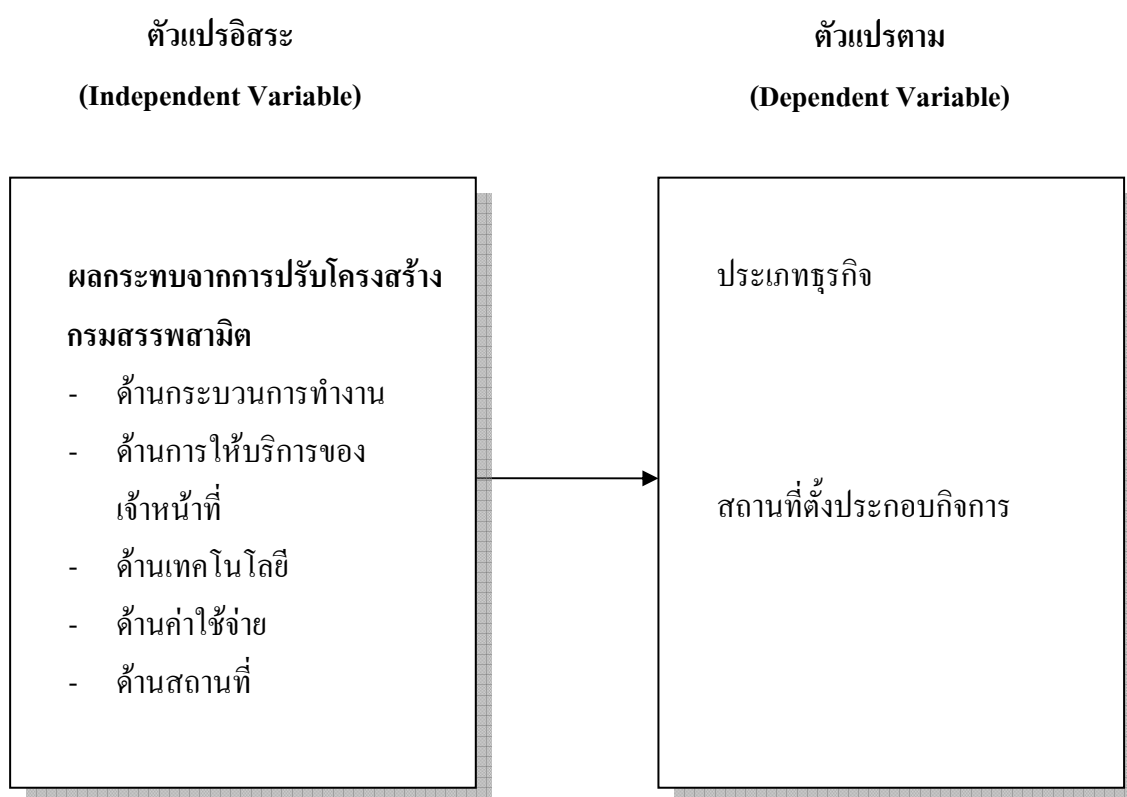 ตัวแปรอิสระ
(Independent Variable)
ตัวแปรตาม
(Dependent Variable)
ผลกระทบจากการปรับโครงสร้าง
กรมสรรพสามิต
- ด้านกระบวนการทำงาน
- ด้านการให้บริการของ
เจ้าหน้าที่
- ด้านเทคโนโลยี
- ด้านค่าใช้จ่าย
- ด้านสถานที่
ประเภทธุรกิจ
สถานที่ตั้งประกอบกิจการ